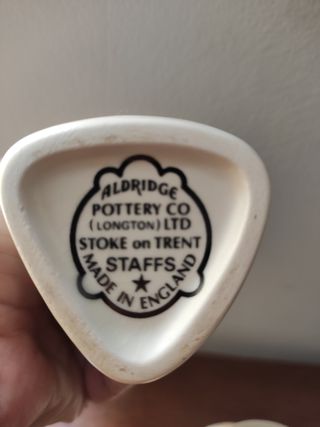 ALDRIDGE
POTTERY CO
(LONGTON) LTD
STOKE on TRENT
STAFFS
MADE IN ENGLAND